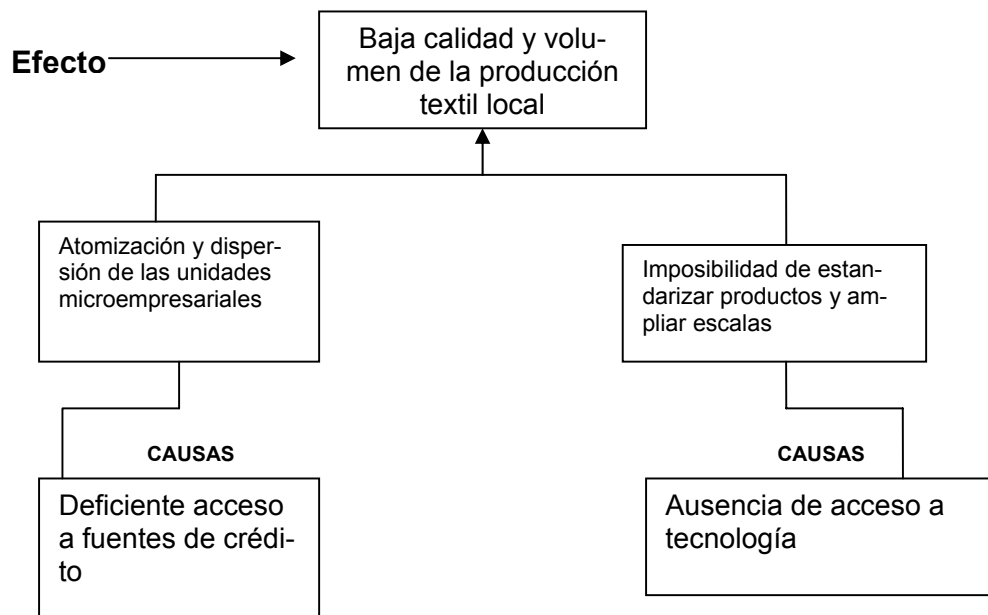 Efecto
Baja calidad y volu-
men de la producción
textil local
Atomización y disper-
sión de las unidades
microempresariales
Imposibilidad de estan-
darizar productos y am-
pliar escalas
CAUSAS
CAUSAS
Deficiente acceso
a fuentes de crédi-
to
Ausencia de acceso a
tecnología